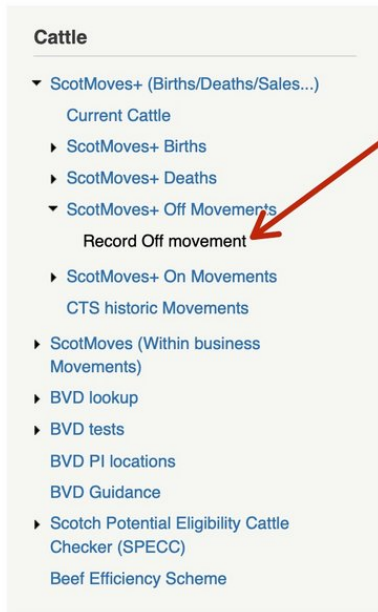 Cattle
ScotMoves+ (Births/Deaths/Sales...)
Current Cattle
ScotMoves+ Births
ScotMoves+ Deaths
ScotMoves+ Off Movements
Record Off movement
ScotMoves+ On Movements
CTS historic Movements
ScotMoves (Within business
Movements)
BVD lookup
BVD tests
BVD PI locations
BVD Guidance
Scotch Potential Eligibility Cattle
Checker (SPECC)
Beef Efficiency Scheme